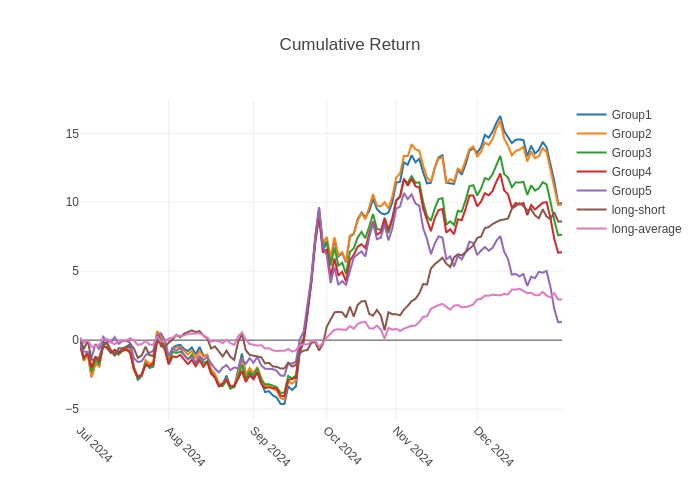 Cumulative Return
15
10
5
0
−5
Jul 2024
Aug 2024
Sep 2024
Oct 2024
Nov 2024
Dec 2024
Group1
Group2
Group3
Group4
Group5
long-short
long-average